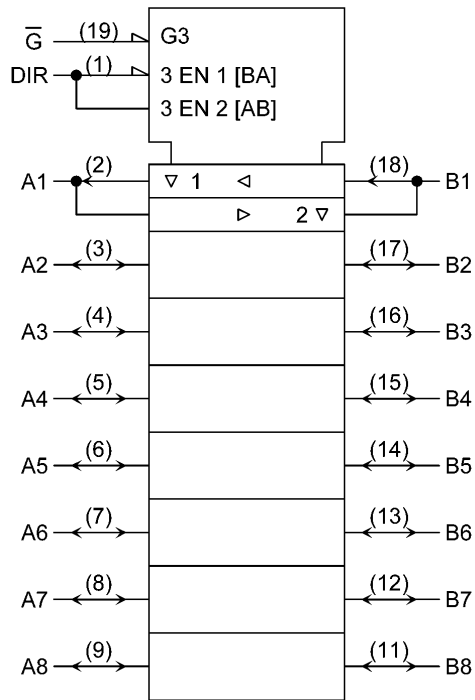 G̅ (19) G3
DIR (1) 3 EN 1 [BA]
3 EN 2 [AB]
A1 (2) ▽ 1 ◁ (18) B1
▷ 2 ▽
A2 (3) (17) B2
A3 (4) (16) B3
A4 (5) (15) B4
A5 (6) (14) B5
A6 (7) (13) B6
A7 (8) (12) B7
A8 (9) (11) B8